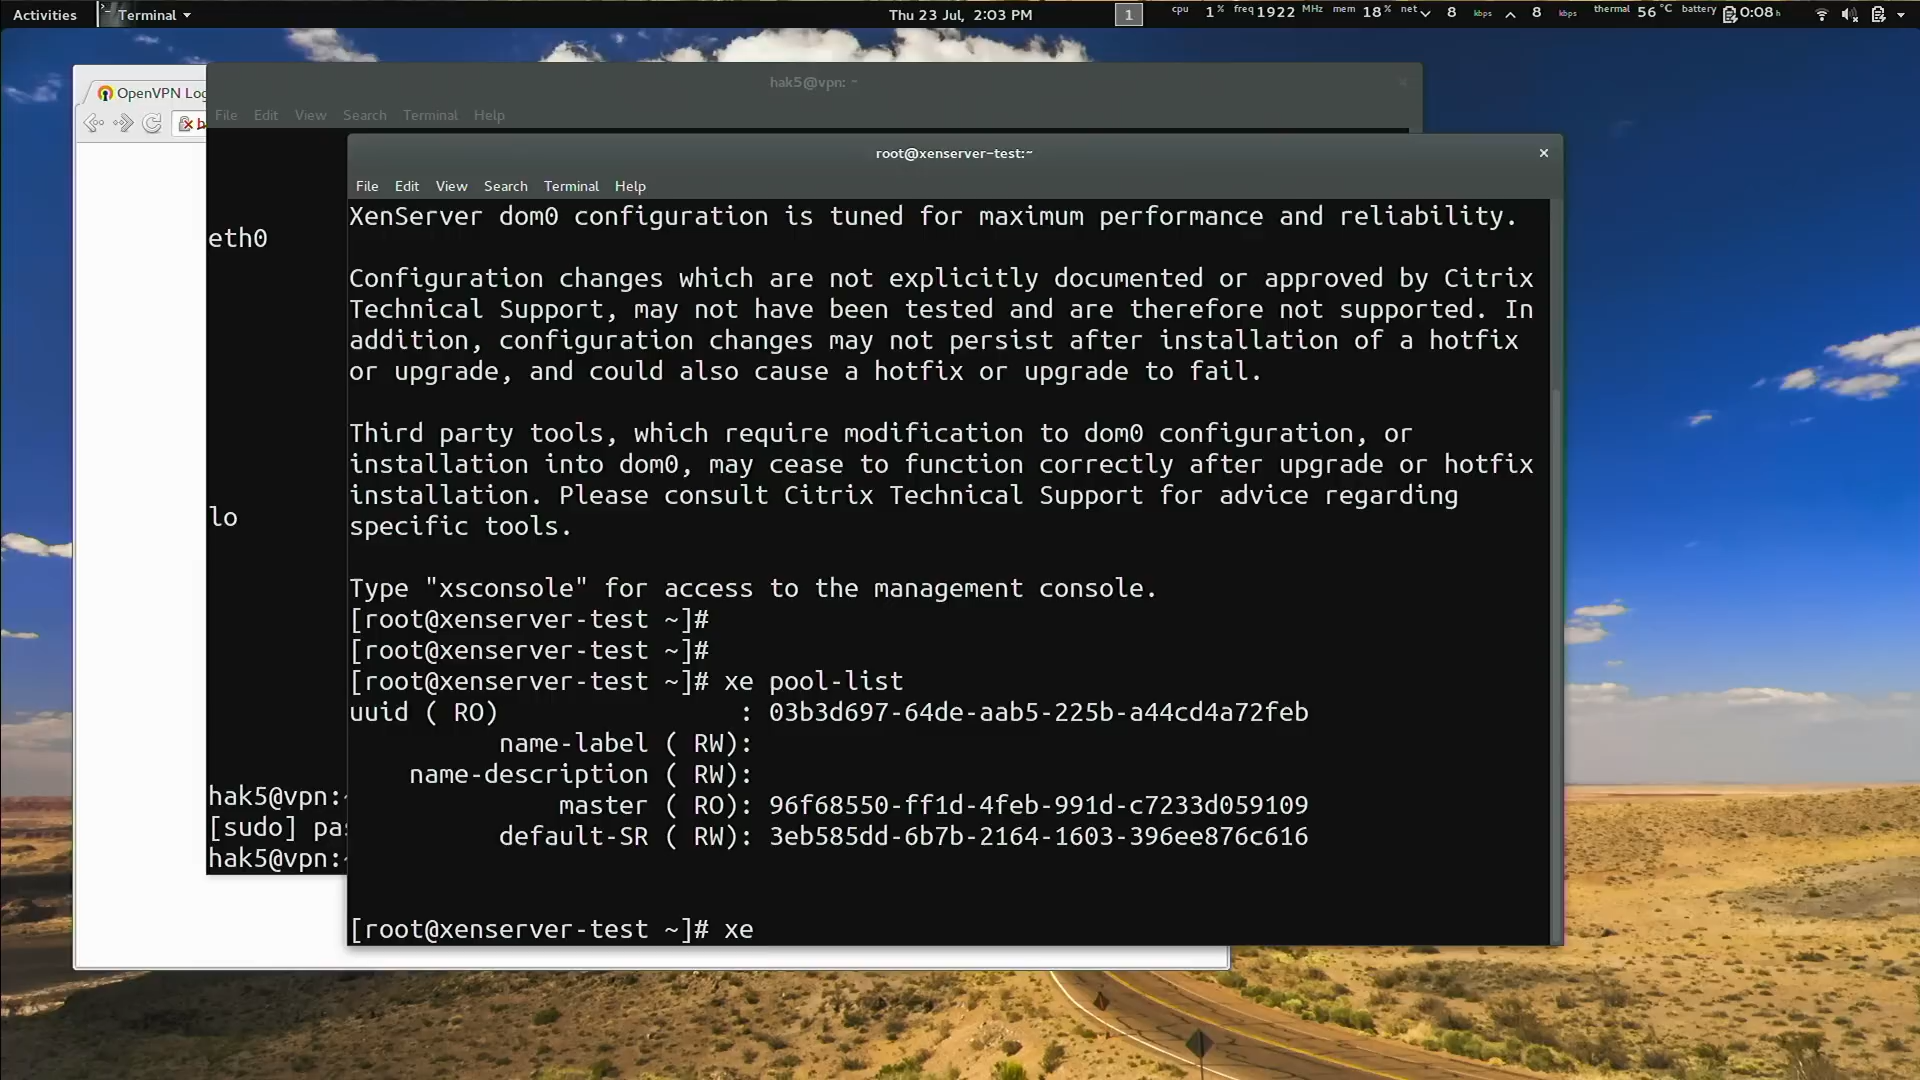 Activities
Terminal
Thu 23 Jul, 2:03 PM
1
cpu 1 % freq 1922 MHz mem 18 % net 8 kbps 8 kbps thermal 56 °C battery 0:08 h
OpenVPN Log
hak5@vpn: ~
File Edit View Search Terminal Help
root@xenserver-test:~
File Edit View Search Terminal Help
XenServer dom0 configuration is tuned for maximum performance and reliability.
eth0
Configuration changes which are not explicitly documented or approved by Citrix
Technical Support, may not have been tested and are therefore not supported. In
addition, configuration changes may not persist after installation of a hotfix
or upgrade, and could also cause a hotfix or upgrade to fail.
Third party tools, which require modification to dom0 configuration, or
installation into dom0, may cease to function correctly after upgrade or hotfix
installation. Please consult Citrix Technical Support for advice regarding
specific tools.
lo
Type "xsconsole" for access to the management console.
[root@xenserver-test ~]#
[root@xenserver-test ~]#
[root@xenserver-test ~]# xe pool-list
uuid ( RO) : 03b3d697-64de-aab5-225b-a44cd4a72feb
name-label ( RW):
name-description ( RW):
master ( RO): 96f68550-ff1d-4feb-991d-c7233d059109
default-SR ( RW): 3eb585dd-6b7b-2164-1603-396ee876c616
[root@xenserver-test ~]# xe
hak5@vpn:~
[sudo] pas
hak5@vpn:~